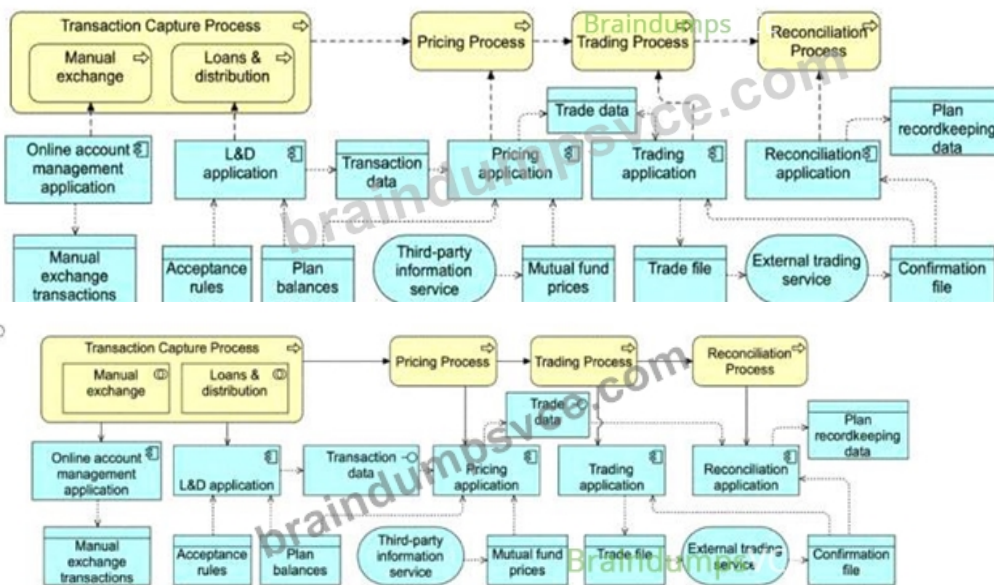 Transaction Capture Process
Manual
exchange
Loans &
distribution
Pricing Process
Braindumps
Trading Process
Reconciliation
Process
Online account
management
application
L&D
application
Transaction
data
Pricing
application
Trade data
Trading
application
Reconciliation
application
Plan
recordkeeping
data
Manual
exchange
transactions
Acceptance
rules
Plan
balances
Third-party
information
service
Mutual fund
prices
Trade file
External trading
service
Confirmation
file
braindumpsvce.com
Transaction Capture Process
Manual
exchange
Loans &
distribution
Pricing Process
Trading Process
Reconciliation
Process
Online account
management
application
L&D application
Transaction
data
Pricing
application
Trade
data
Trading
application
Reconciliation
application
Plan
recordkeeping
data
Manual
exchange
transactions
Acceptance
rules
Plan
balances
Third-party
information
service
Mutual fund
prices
Trade file
External trading
service
Confirmation
file
braindumpsvce.com
Braindumps